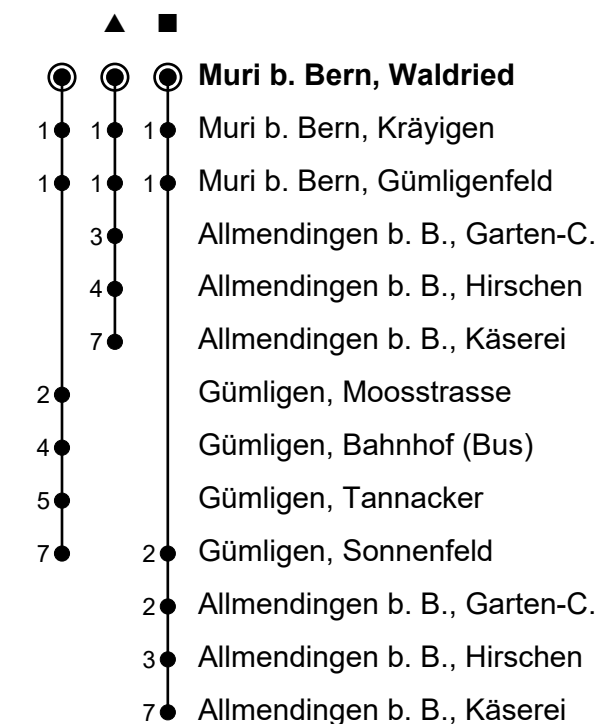 ▲ ■
Muri b. Bern, Waldried
1 1 1 Muri b. Bern, Kräyigen
1 1 1 Muri b. Bern, Gümligenfeld
3 Allmendingen b. B., Garten-C.
4 Allmendingen b. B., Hirschen
7 Allmendingen b. B., Käserei
2 Gümligen, Moosstrasse
4 Gümligen, Bahnhof (Bus)
5 Gümligen, Tannacker
7 2 Gümligen, Sonnenfeld
2 Allmendingen b. B., Garten-C.
3 Allmendingen b. B., Hirschen
7 Allmendingen b. B., Käserei